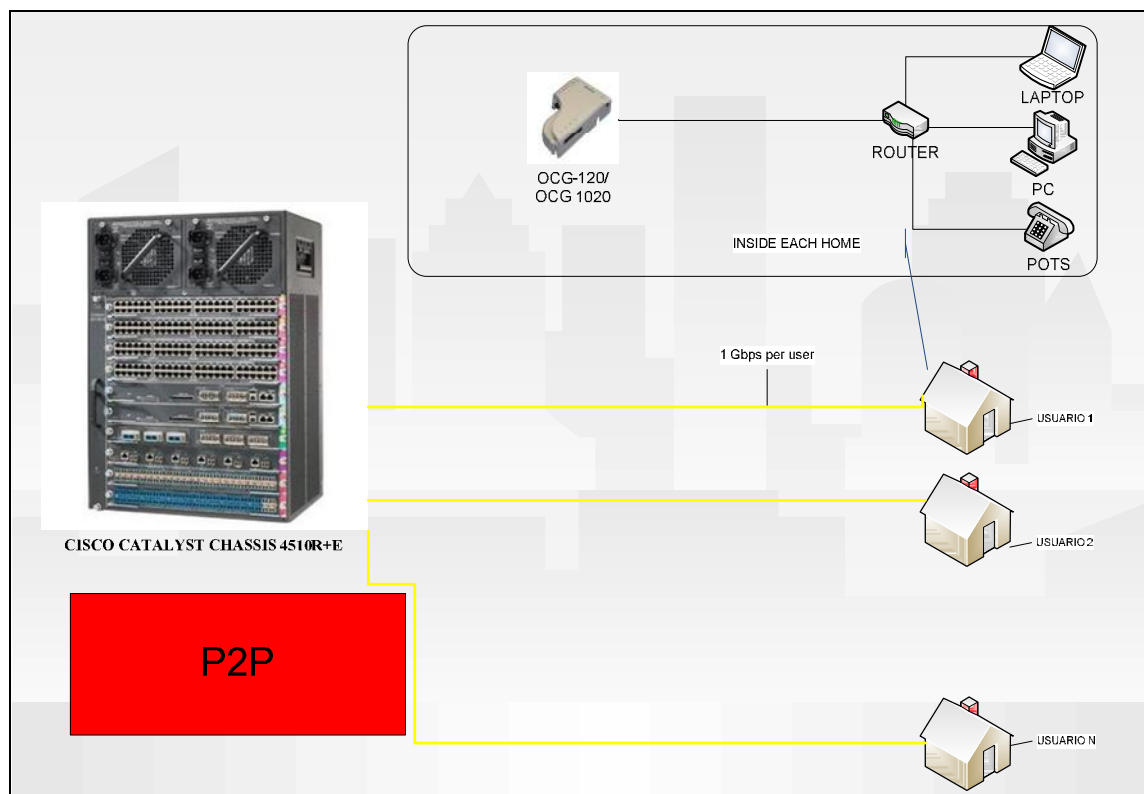 LAPTOP
ROUTER
OCG-120/
OCG 1020
PC
INSIDE EACH HOME
POTS
1 Gbps per user
USUARIO 1
CISCO CATALYST CHASSIS 4510R+E
USUARIO 2
P2P
USUARIO N